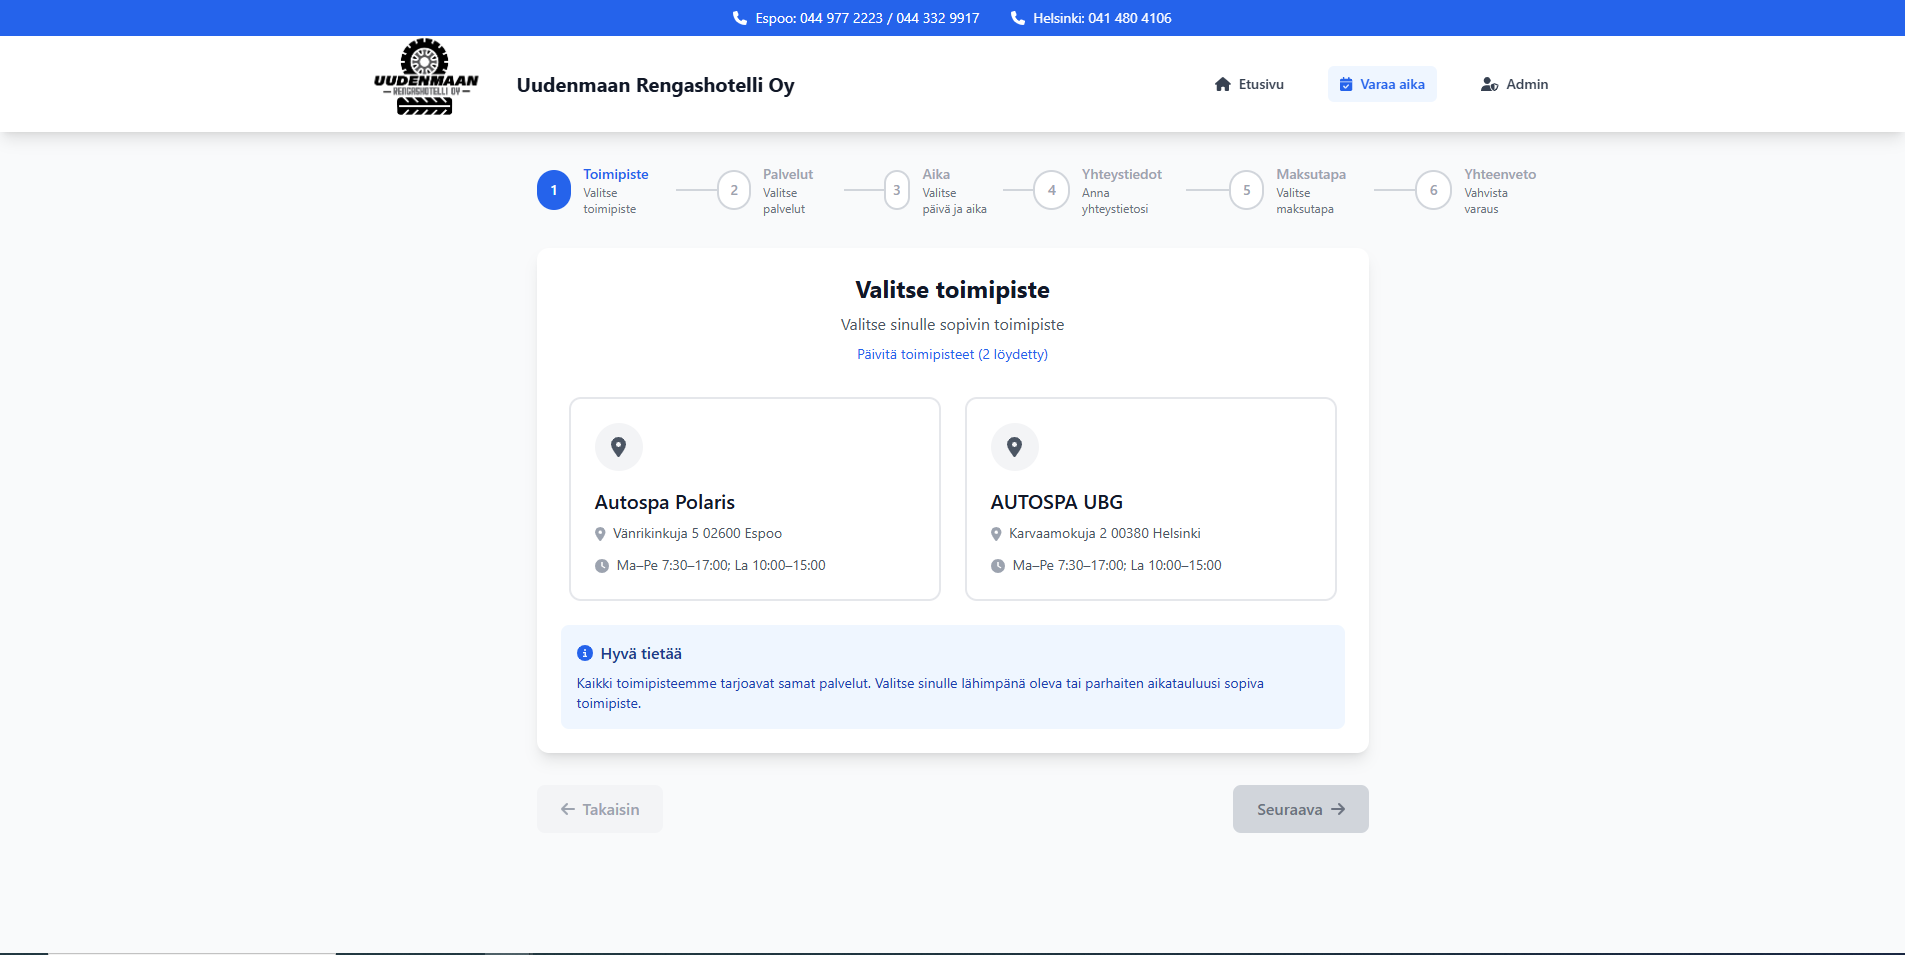 Espoo: 044 977 2223 / 044 332 9917
Helsinki: 041 480 4106
UUDENMAAN
RENGASHOTELLI OY
Uudenmaan Rengashotelli Oy
Etusivu
Varaa aika
Admin
1
Toimipiste
Valitse
toimipiste
2
Palvelut
Valitse
palvelut
3
Aika
Valitse
päivä ja aika
4
Yhteystiedot
Anna
yhteystietosi
5
Maksutapa
Valitse
maksutapa
6
Yhteenveto
Vahvista
varaus
Valitse toimipiste
Valitse sinulle sopivin toimipiste
Päivitä toimipisteet (2 löydetty)
Autospa Polaris
Vänrikinkuja 5 02600 Espoo
Ma–Pe 7:30–17:00; La 10:00–15:00
AUTOSPA UBG
Karvaamokuja 2 00380 Helsinki
Ma–Pe 7:30–17:00; La 10:00–15:00
Hyvä tietää
Kaikki toimipisteemme tarjoavat samat palvelut. Valitse sinulle lähimpänä oleva tai parhaiten aikatauluusi sopiva
toimipiste.
Takaisin
Seuraava